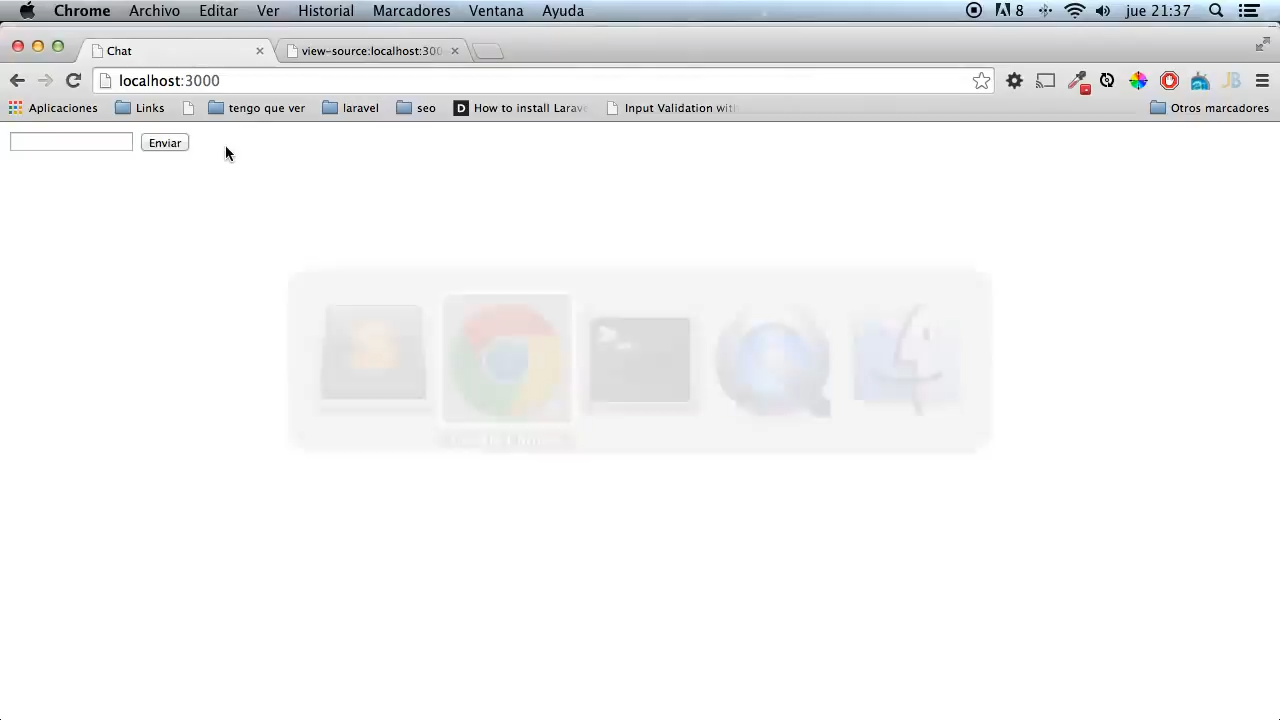 Chrome Archivo Editar Ver Historial Marcadores Ventana Ayuda 8 jue 21:37
Chat view-source:localhost:300
localhost:3000
Aplicaciones Links tengo que ver laravel seo D How to install Larav Input Validation wit Otros marcadores
Enviar